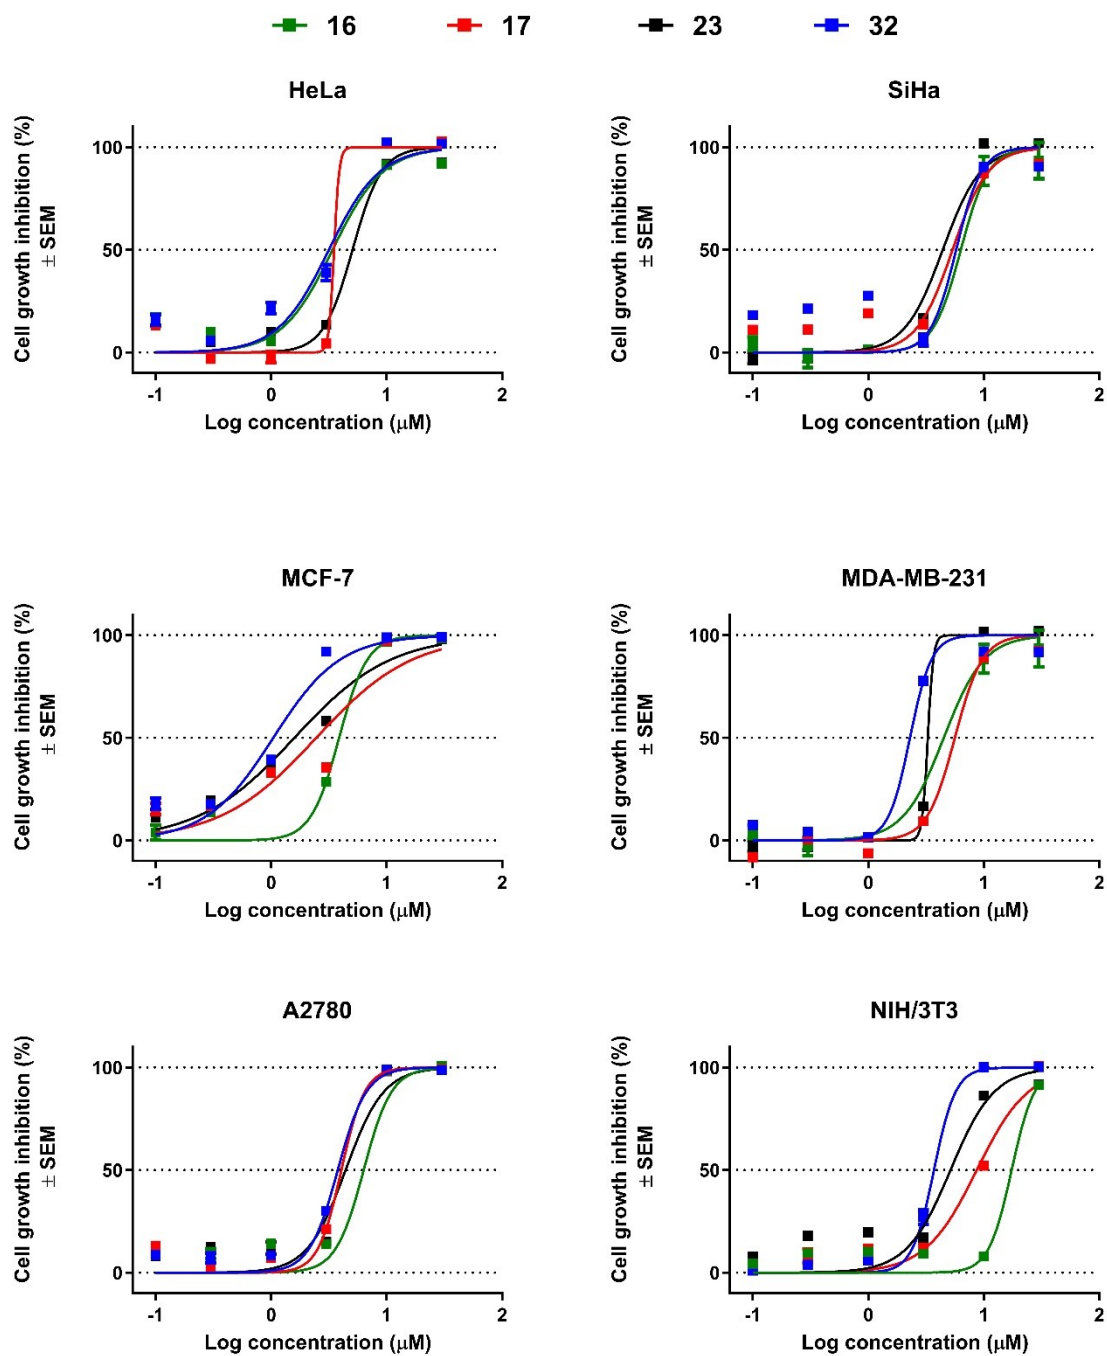 16 17 23 32
HeLa
Cell growth inhibition (%)
± SEM
100
50
0
-1 0 1 2
Log concentration (μM)
SiHa
Cell growth inhibition (%)
± SEM
100
50
0
-1 0 1 2
Log concentration (μM)
MCF-7
Cell growth inhibition (%)
± SEM
100
50
0
-1 0 1 2
Log concentration (μM)
MDA-MB-231
Cell growth inhibition (%)
± SEM
100
50
0
-1 0 1 2
Log concentration (μM)
A2780
Cell growth inhibition (%)
± SEM
100
50
0
-1 0 1 2
Log concentration (μM)
NIH/3T3
Cell growth inhibition (%)
± SEM
100
50
0
-1 0 1 2
Log concentration (μM)